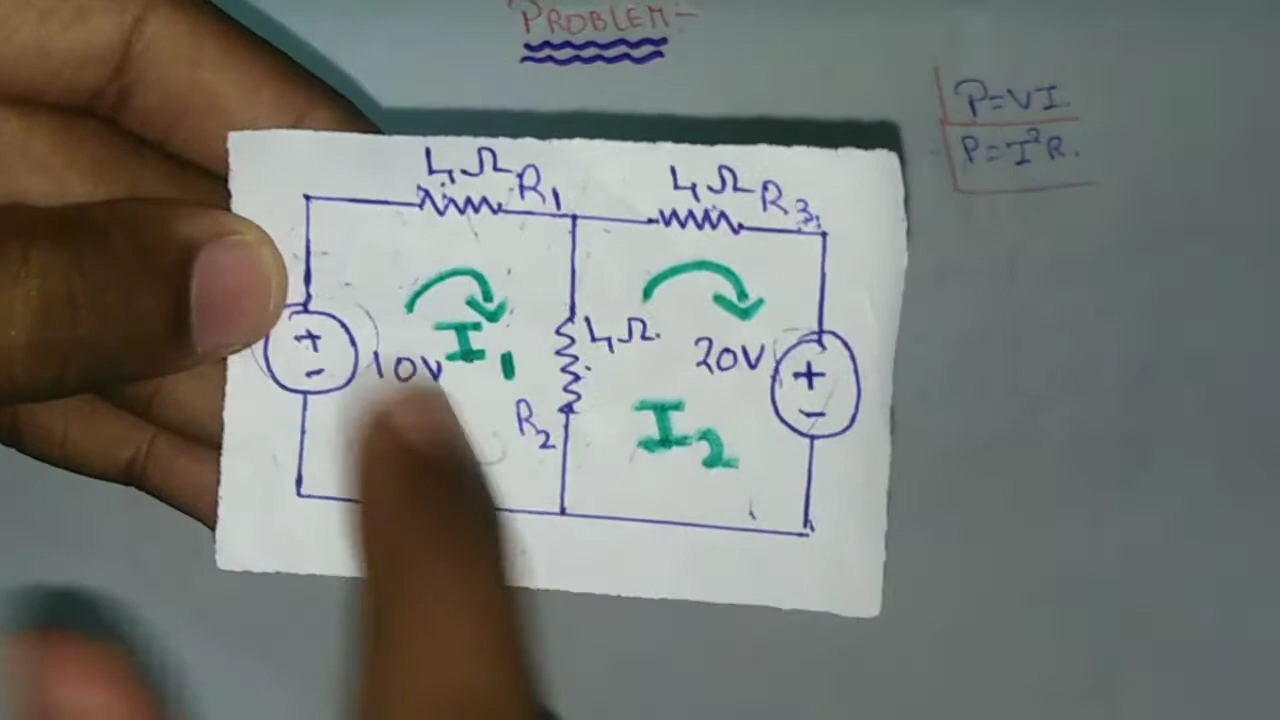 PROBLEM:-
P=VI
P=I²R.
4Ω R1
4Ω R3
+
-
10V
I1
4Ω
R2
20V
+
-
I2